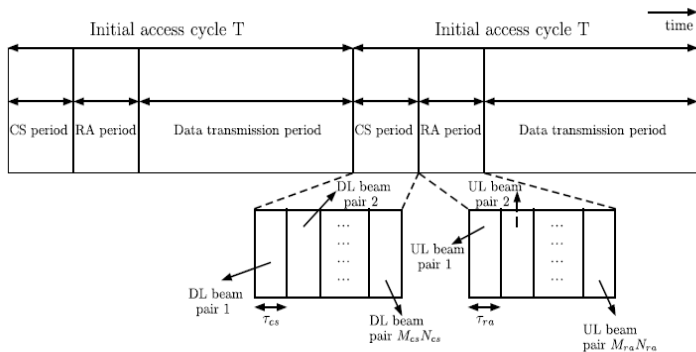 Initial access cycle T
Initial access cycle T
time
CS period
RA period
Data transmission period
CS period
RA period
Data transmission period
DL beam
pair 2
UL beam
pair 2
...
...
...
...
...
...
...
...
UL beam
pair 1
DL beam
pair 1
τcs
DL beam
pair McsNcs
τra
UL beam
pair MraNra